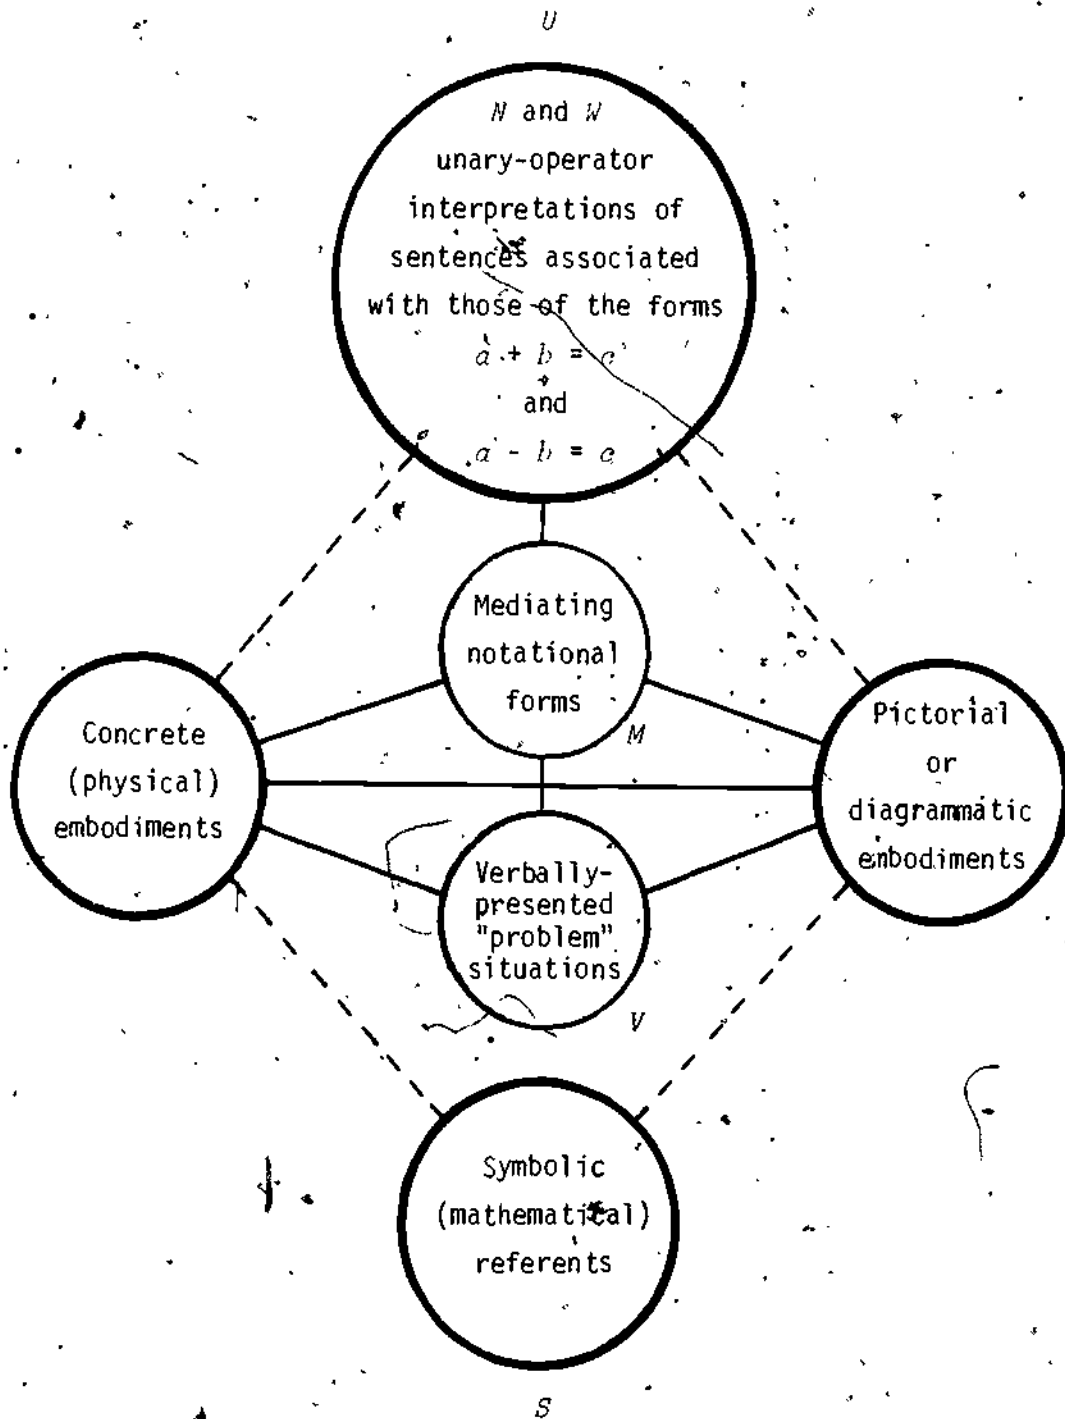 U
N and W
unary-operator
interpretations of
sentences associated
with those of the forms
a + b = c
and
a - b = c
Mediating
notational
forms
M
Concrete
(physical)
embodiments
Pictorial
or
diagrammatic
embodiments
Verbally-
presented
"problem"
situations
V
Symbolic
(mathematical)
referents
S